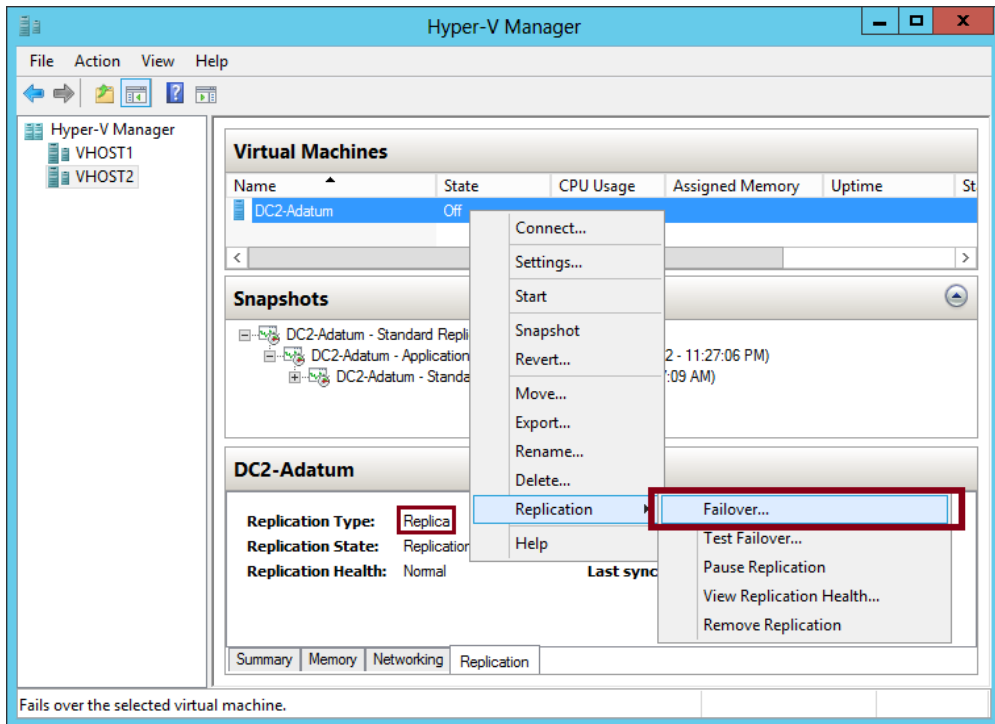 Hyper-V Manager
File Action View Help
Hyper-V Manager
VHOST1
VHOST2
Virtual Machines
Name State CPU Usage Assigned Memory Uptime St
DC2-Adatum Off
Snapshots
DC2-Adatum - Standard Repli
DC2-Adatum - Application 2 - 11:27:06 PM)
DC2-Adatum - Standa :09 AM)
Connect...
Settings...
Start
Snapshot
Revert...
Move...
Export...
Rename...
Delete...
Replication
Help
Failover...
Test Failover...
Pause Replication
View Replication Health...
Remove Replication
DC2-Adatum
Replication Type: Replica
Replication State: Replication
Replication Health: Normal Last sync
Summary Memory Networking Replication
Fails over the selected virtual machine.